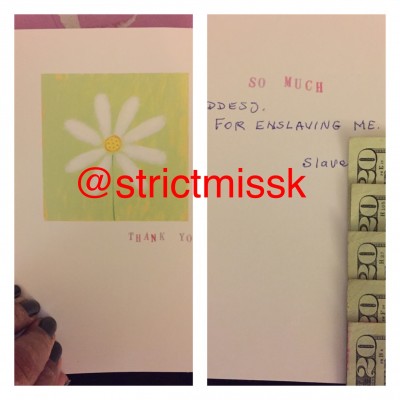 THANK YO
@strictmissk
SO MUCH
DDESS.
FOR ENSLAVING ME.
Slave
20
20
20
20
20